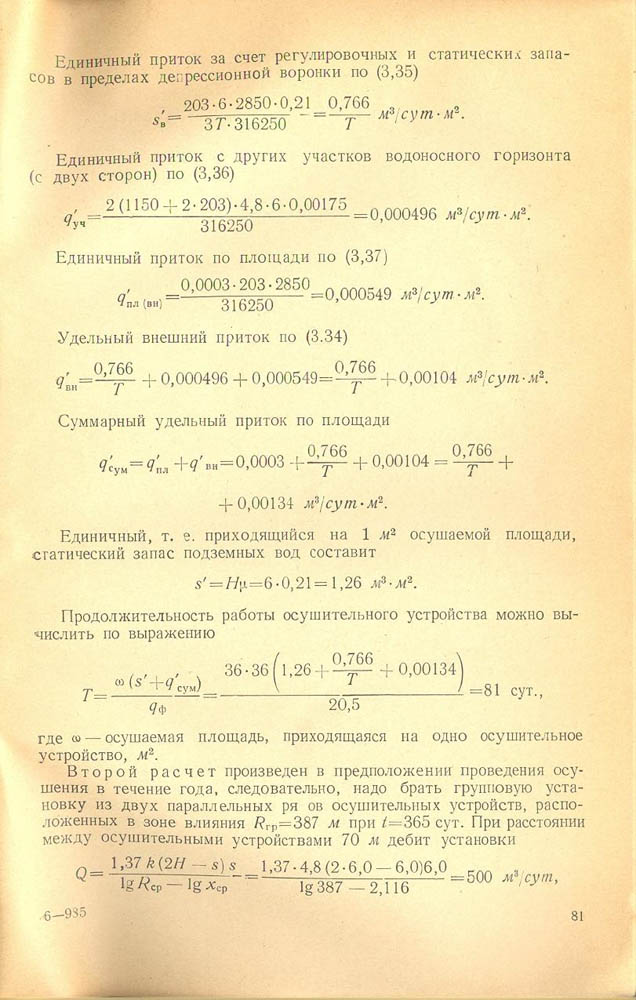 Единичный приток за счет регулировочных и статических запа-
сов в пределах депрессионной воронки по (3,35)
s′в = 203·6·2850·0,21 / 3T·316250 = 0,766 / T м³/сут·м².
Единичный приток с других участков водоносного горизонта
(с двух сторон) по (3,36)
q′уч = 2 (1150 + 2·203)·4,8·6·0,00175 / 316250 = 0,000496 м³/сут·м².
Единичный приток по площади по (3,37)
q′пл (вн) = 0,0003·203·2850 / 316250 = 0,000549 м³/сут·м².
Удельный внешний приток по (3.34)
q′вн = 0,766 / T + 0,000496 + 0,000549 = 0,766 / T + 0,00104 м³/сут·м².
Суммарный удельный приток по площади
q′сум = q′пл + q′вн = 0,0003 + 0,766 / T + 0,00104 = 0,766 / T +
+ 0,00134 м³/сут·м².
Единичный, т. е. приходящийся на 1 м² осушаемой площади,
статический запас подземных вод составит
s′ = Hμ = 6·0,21 = 1,26 м³·м².
Продолжительность работы осушительного устройства можно вы-
числить по выражению
T = ω (s′ + q′сум) / qф = 36·36 (1,26 + 0,766 / T + 0,00134) / 20,5 = 81 сут.,
где ω — осушаемая площадь, приходящаяся на одно осушительное
устройство, м².
Второй расчет произведен в предположении проведения осу-
шения в течение года, следовательно, надо брать групповую уста-
новку из двух параллельных ря ов осушительных устройств, распо-
ложенных в зоне влияния Rгр=387 м при t=365 сут. При расстоянии
между осушительными устройствами 70 м дебит установки
Q = 1,37 k (2H — s) s / lg Rср — lg xср = 1,37·4,8 (2·6,0 — 6,0)6,0 / lg 387 — 2,116 = 500 м³/сут,
6—985 81